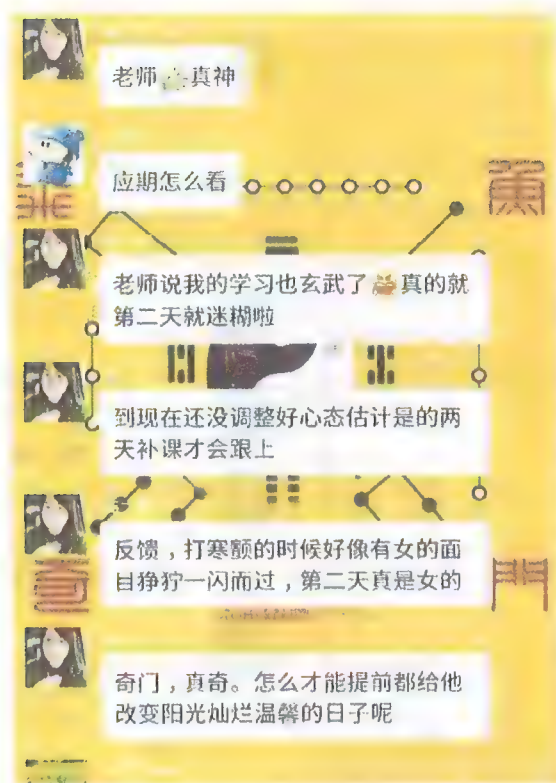 老师 真神
应期怎么看
老师说我的学习也玄武了 真的就
第二天就迷糊啦
到现在还没调整好心态估计是的两
天补课才会跟上
反馈，打寒颤的时候好像有女的面
目狰狞一闪而过，第二天真是女的
門
奇门，真奇。怎么才能提前都给他
改变阳光灿烂温馨的日子呢